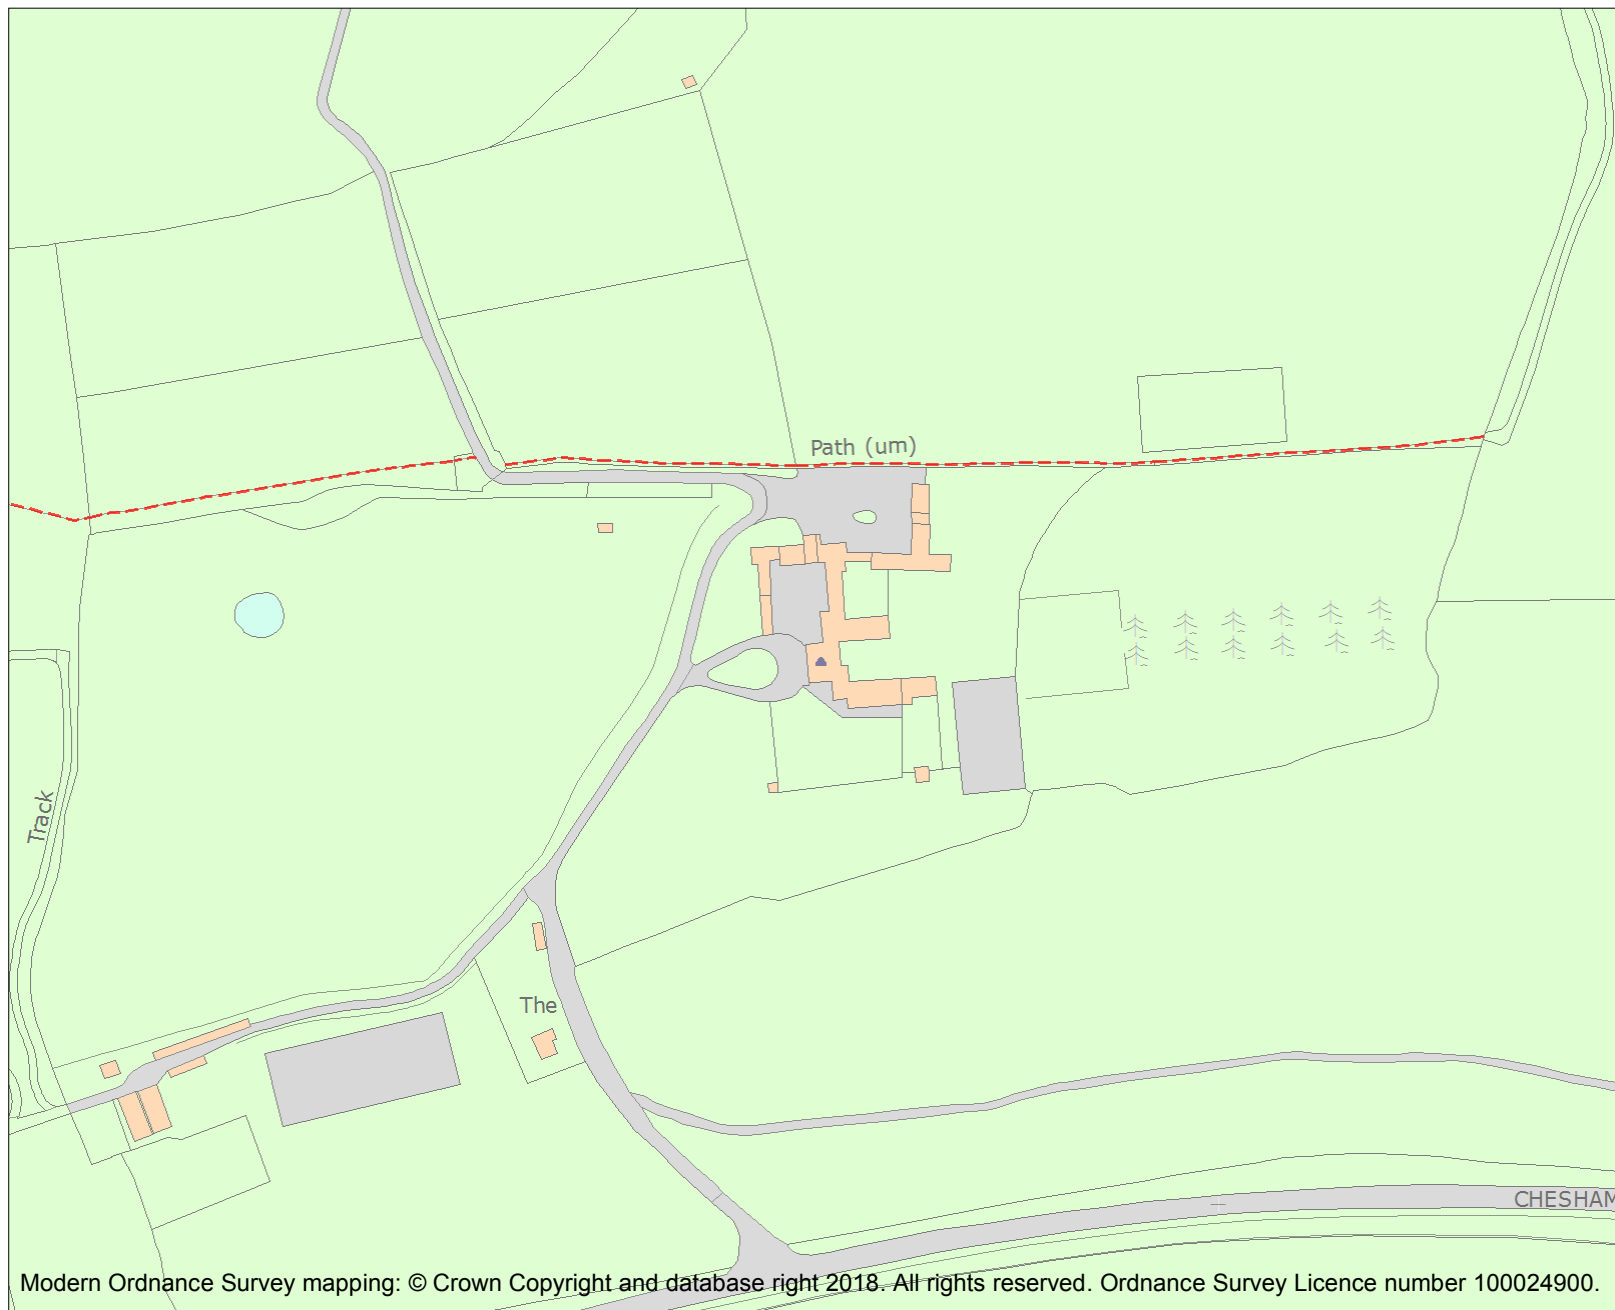 Path (um)
Track
The
CHESHAM
Modern Ordnance Survey mapping: © Crown Copyright and database right 2018. All rights reserved. Ordnance Survey Licence number 100024900.